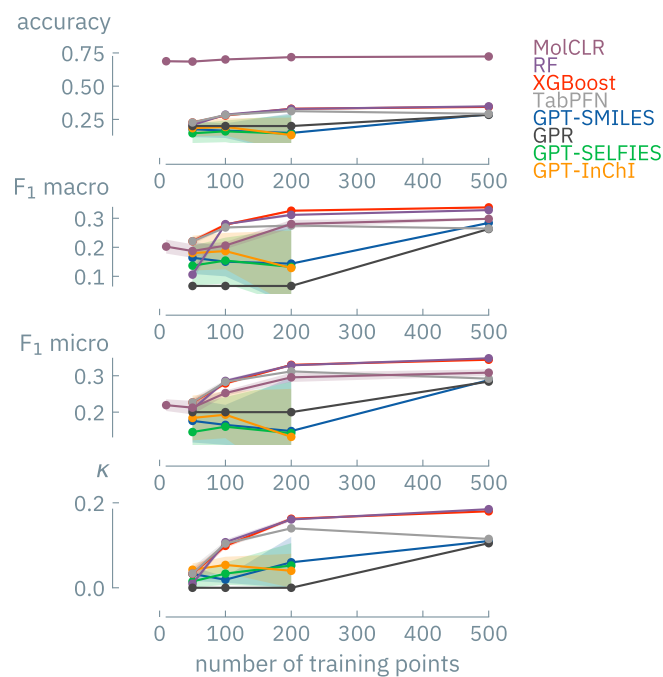 accuracy
0.75
0.50
0.25
0 100 200 300 400 500
MolCLR
RF
XGBoost
TabPFN
GPT-SMILES
GPR
GPT-SELFIES
GPT-InChI
F₁ macro
0.3
0.2
0.1
0 100 200 300 400 500
F₁ micro
0.3
0.2
0 100 200 300 400 500
κ
0.2
0.0
0 100 200 300 400 500
number of training points